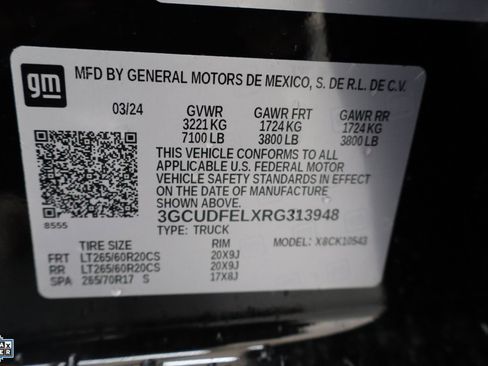 gm
MFD BY GENERAL MOTORS DE MEXICO, S. DE R.L. DE C.V.
03/24 GVWR GAWR FRT GAWR RR
3221 KG 1724 KG 1724 KG
7100 LB 3800 LB 3800 LB
THIS VEHICLE CONFORMS TO ALL
APPLICABLE U.S. FEDERAL MOTOR
VEHICLE SAFETY STANDARDS IN EFFECT
ON THE DATE OF MANUFACTURE
SHOWN ABOVE.
8555 3GCUDFELXRG313948
TYPE: TRUCK MODEL: X8CK10543
TIRE SIZE RIM
FRT LT265/60R20CS 20X9J
RR LT265/60R20CS 20X9J
SPA 265/70R17 S 17X8J